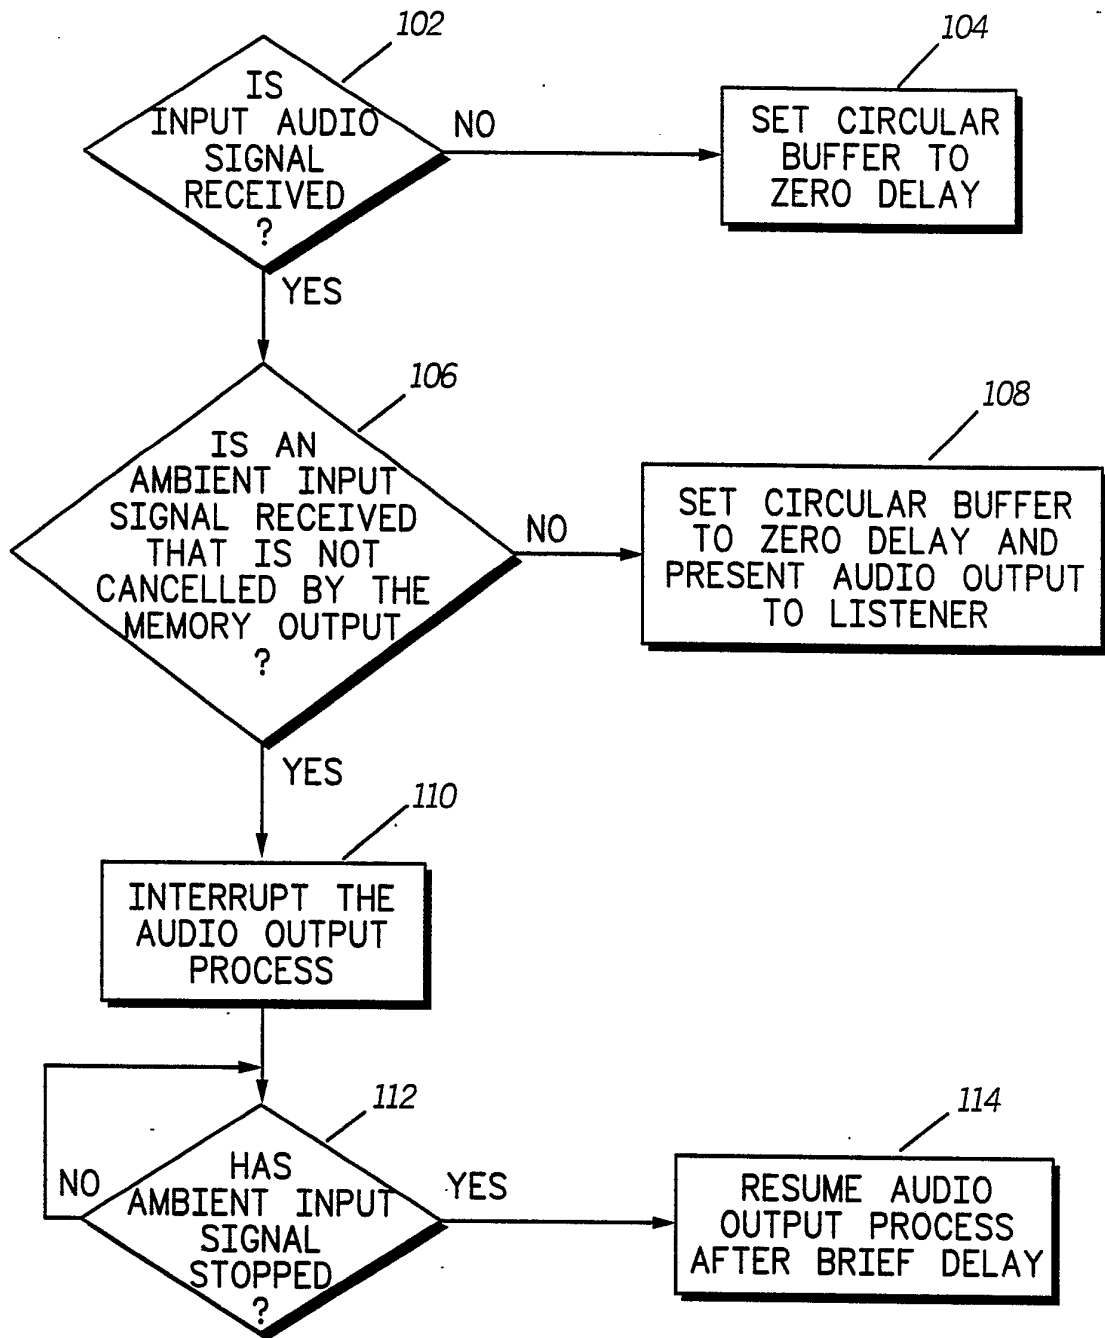 102
IS
INPUT AUDIO
SIGNAL
RECEIVED
?
NO
104
SET CIRCULAR
BUFFER TO
ZERO DELAY
YES
106
IS AN
AMBIENT INPUT
SIGNAL RECEIVED
THAT IS NOT
CANCELLED BY THE
MEMORY OUTPUT
?
NO
108
SET CIRCULAR BUFFER
TO ZERO DELAY AND
PRESENT AUDIO OUTPUT
TO LISTENER
YES
110
INTERRUPT THE
AUDIO OUTPUT
PROCESS
112
NO
HAS
AMBIENT INPUT
SIGNAL
STOPPED
?
YES
114
RESUME AUDIO
OUTPUT PROCESS
AFTER BRIEF DELAY